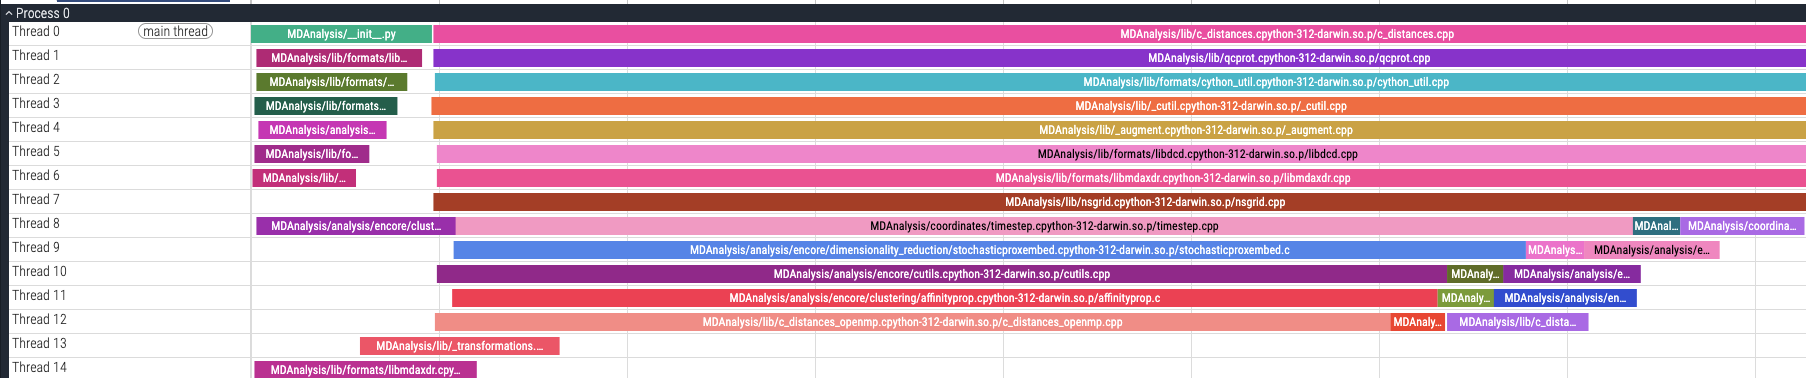 Process 0
Thread 0 main thread MDAnalysis/__init__.py MDAnalysis/lib/c_distances.cpython-312-darwin.so.p/c_distances.cpp
Thread 1 MDAnalysis/lib/formats/lib... MDAnalysis/lib/qcprot.cpython-312-darwin.so.p/qcprot.cpp
Thread 2 MDAnalysis/lib/formats/... MDAnalysis/lib/formats/cython_util.cpython-312-darwin.so.p/cython_util.cpp
Thread 3 MDAnalysis/lib/formats... MDAnalysis/lib/_cutil.cpython-312-darwin.so.p/_cutil.cpp
Thread 4 MDAnalysis/analysis... MDAnalysis/lib/_augment.cpython-312-darwin.so.p/_augment.cpp
Thread 5 MDAnalysis/lib/fo... MDAnalysis/lib/formats/libdcd.cpython-312-darwin.so.p/libdcd.cpp
Thread 6 MDAnalysis/lib/... MDAnalysis/lib/formats/libmdaxdr.cpython-312-darwin.so.p/libmdaxdr.cpp
Thread 7 MDAnalysis/lib/nsgrid.cpython-312-darwin.so.p/nsgrid.cpp
Thread 8 MDAnalysis/analysis/encore/clust... MDAnalysis/coordinates/timestep.cpython-312-darwin.so.p/timestep.cpp MDAnal... MDAnalysis/coordina...
Thread 9 MDAnalysis/analysis/encore/dimensionality_reduction/stochasticproxembed.cpython-312-darwin.so.p/stochasticproxembed.c MDAnalys... MDAnalysis/analysis/e...
Thread 10 MDAnalysis/analysis/encore/cutils.cpython-312-darwin.so.p/cutils.cpp MDAnaly... MDAnalysis/analysis/e...
Thread 11 MDAnalysis/analysis/encore/clustering/affinityprop.cpython-312-darwin.so.p/affinityprop.c MDAnaly... MDAnalysis/analysis/en...
Thread 12 MDAnalysis/lib/c_distances_openmp.cpython-312-darwin.so.p/c_distances_openmp.cpp MDAnaly... MDAnalysis/lib/c_dista...
Thread 13 MDAnalysis/lib/_transformations....
Thread 14 MDAnalysis/lib/formats/libmdaxdr.cpy...